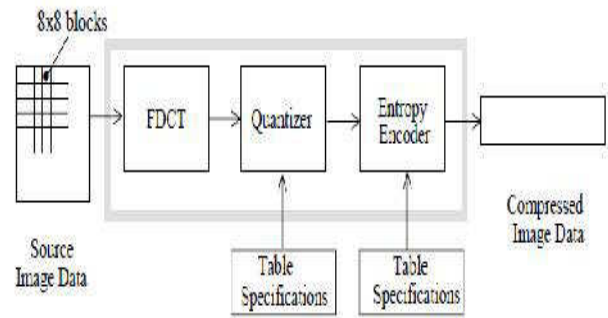 8x8 blocks
FDCT
Quantizer
Entropy
Encoder
Source
Image Data
Table
Specifications
Table
Specifications
Compressed
Image Data